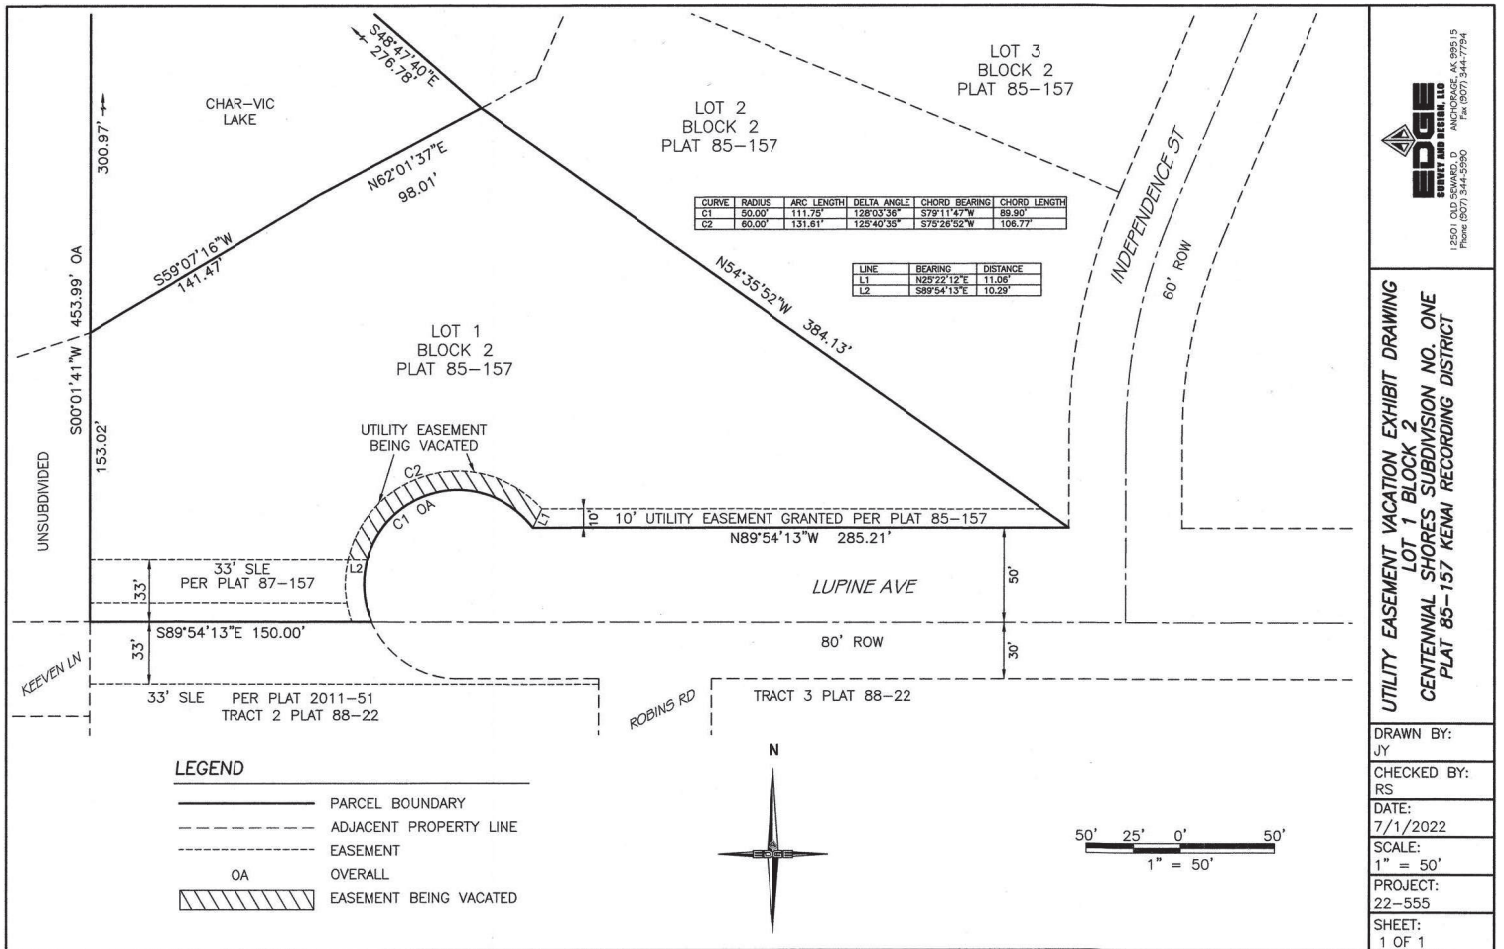 S48°47'40"E
276.78'
CHAR-VIC
LAKE
300.97'
N62°01'37"E
98.01'
S59°07'16"W
141.47'
S00°01'41"W 453.99' OA
153.02'
UNSUBDIVIDED
LOT 3
BLOCK 2
PLAT 85-157
LOT 2
BLOCK 2
PLAT 85-157
INDEPENDENCE ST
60' ROW
CURVE RADIUS ARC LENGTH DELTA ANGLE CHORD BEARING CHORD LENGTH
C1 50.00' 111.75' 128°03'36" S79°11'47"W 89.90'
C2 60.00' 131.61' 125°40'35" S75°26'52"W 106.77'
LINE BEARING DISTANCE
L1 N25°22'12"E 11.06'
L2 S89°54'13"E 10.29'
N54°35'52"W 384.13'
LOT 1
BLOCK 2
PLAT 85-157
UTILITY EASEMENT
BEING VACATED
C2
C1 OA
L1
L2
10'
10' UTILITY EASEMENT GRANTED PER PLAT 85-157
N89°54'13"W 285.21'
33' SLE
PER PLAT 87-157
33'
LUPINE AVE
50'
S89°54'13"E 150.00'
80' ROW
33'
30'
KEEVEN LN
33' SLE PER PLAT 2011-51
TRACT 2 PLAT 88-22
ROBINS RD
TRACT 3 PLAT 88-22
LEGEND
PARCEL BOUNDARY
ADJACENT PROPERTY LINE
EASEMENT
OA OVERALL
EASEMENT BEING VACATED
N
EDGE
50' 25' 0' 50'
1" = 50'
EDGE
SURVEY AND DESIGN, LLC
12501 OLD SEWARD, D ANCHORAGE, AK 99515
Phone (907) 344-5990 Fax (907) 344-7794
UTILITY EASEMENT VACATION EXHIBIT DRAWING
LOT 1 BLOCK 2
CENTENNIAL SHORES SUBDIVISION NO. ONE
PLAT 85-157 KENAI RECORDING DISTRICT
DRAWN BY:
JY
CHECKED BY:
RS
DATE:
7/1/2022
SCALE:
1" = 50'
PROJECT:
22-555
SHEET:
1 OF 1